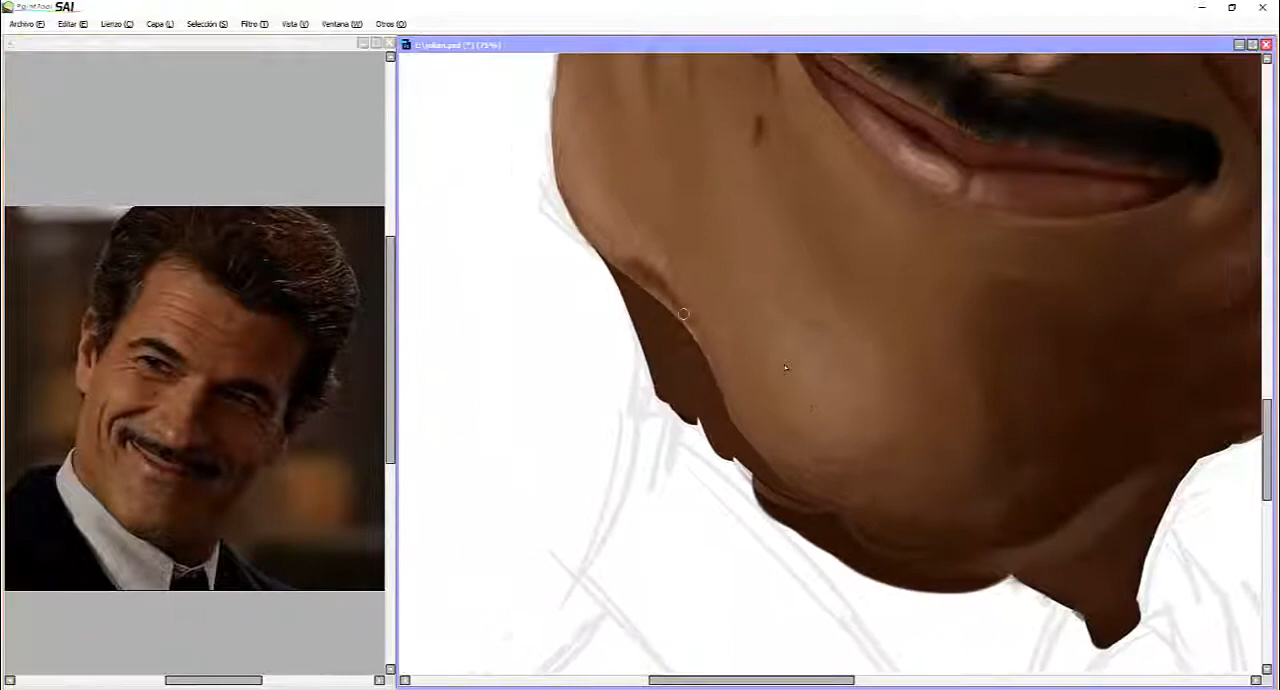 SAI
Archivo (F) Editar (E) Lienzo (C) Capa (L) Selección (S) Filtro (T) Vista (V) Ventana (W) Otros (O)